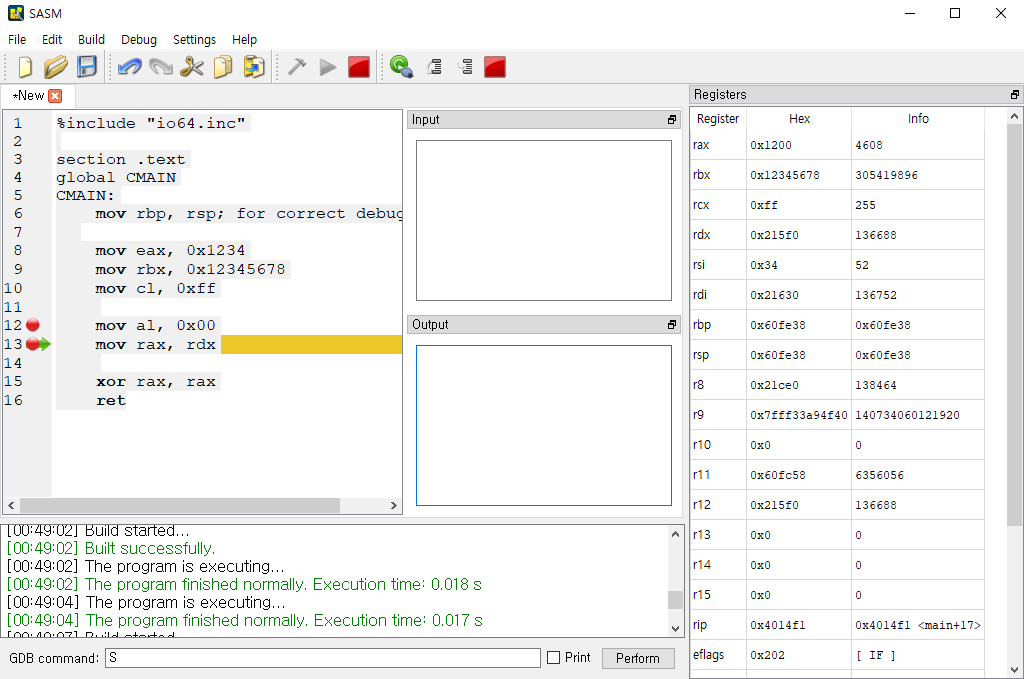 SASM
File Edit Build Debug Settings Help
*New
1 %include "io64.inc"
2
3 section .text
4 global CMAIN
5 CMAIN:
6 mov rbp, rsp; for correct debug
7
8 mov eax, 0x1234
9 mov rbx, 0x12345678
10 mov cl, 0xff
11
12 mov al, 0x00
13 mov rax, rdx
14
15 xor rax, rax
16 ret
Input
Output
Registers
Register Hex Info
rax 0x1200 4608
rbx 0x12345678 305419896
rcx 0xff 255
rdx 0x215f0 136688
rsi 0x34 52
rdi 0x21630 136752
rbp 0x60fe38 0x60fe38
rsp 0x60fe38 0x60fe38
r8 0x21ce0 138464
r9 0x7fff33a94f40 140734060121920
r10 0x0 0
r11 0x60fc58 6356056
r12 0x215f0 136688
r13 0x0 0
r14 0x0 0
r15 0x0 0
rip 0x4014f1 0x4014f1 <main+17>
eflags 0x202 [ IF ]
[00:49:02] Build started...
[00:49:02] Built successfully.
[00:49:02] The program is executing...
[00:49:02] The program finished normally. Execution time: 0.018 s
[00:49:04] The program is executing...
[00:49:04] The program finished normally. Execution time: 0.017 s
[00:49:07] Build started
GDB command: S Print Perform